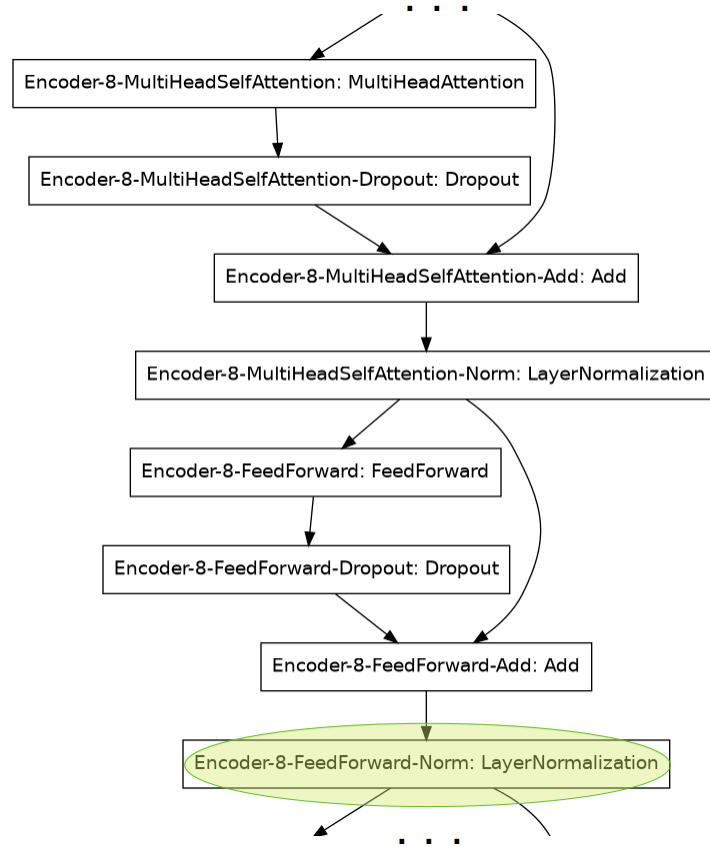 . . .
Encoder-8-MultiHeadSelfAttention: MultiHeadAttention
Encoder-8-MultiHeadSelfAttention-Dropout: Dropout
Encoder-8-MultiHeadSelfAttention-Add: Add
Encoder-8-MultiHeadSelfAttention-Norm: LayerNormalization
Encoder-8-FeedForward: FeedForward
Encoder-8-FeedForward-Dropout: Dropout
Encoder-8-FeedForward-Add: Add
Encoder-8-FeedForward-Norm: LayerNormalization
. . .